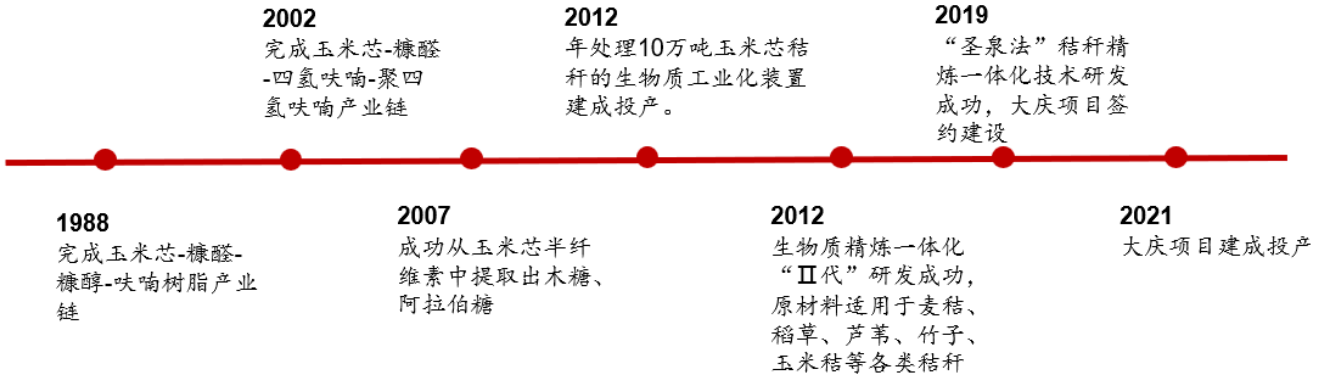 1988
完成玉米芯-糠醛-
糠醇-呋喃树脂产业
链
2002
完成玉米芯-糠醛
-四氢呋喃-聚四
氢呋喃产业链
2007
成功从玉米芯半纤
维素中提取出木糖、
阿拉伯糖
2012
年处理10万吨玉米芯秸
秆的生物质工业化装置
建成投产。
2012
生物质精炼一体化
“Ⅱ代”研发成功，
原材料适用于麦秸、
稻草、芦苇、竹子、
玉米秸等各类秸秆
2019
“圣泉法”秸秆精
炼一体化技术研发
成功，大庆项目签
约建设
2021
大庆项目建成投产